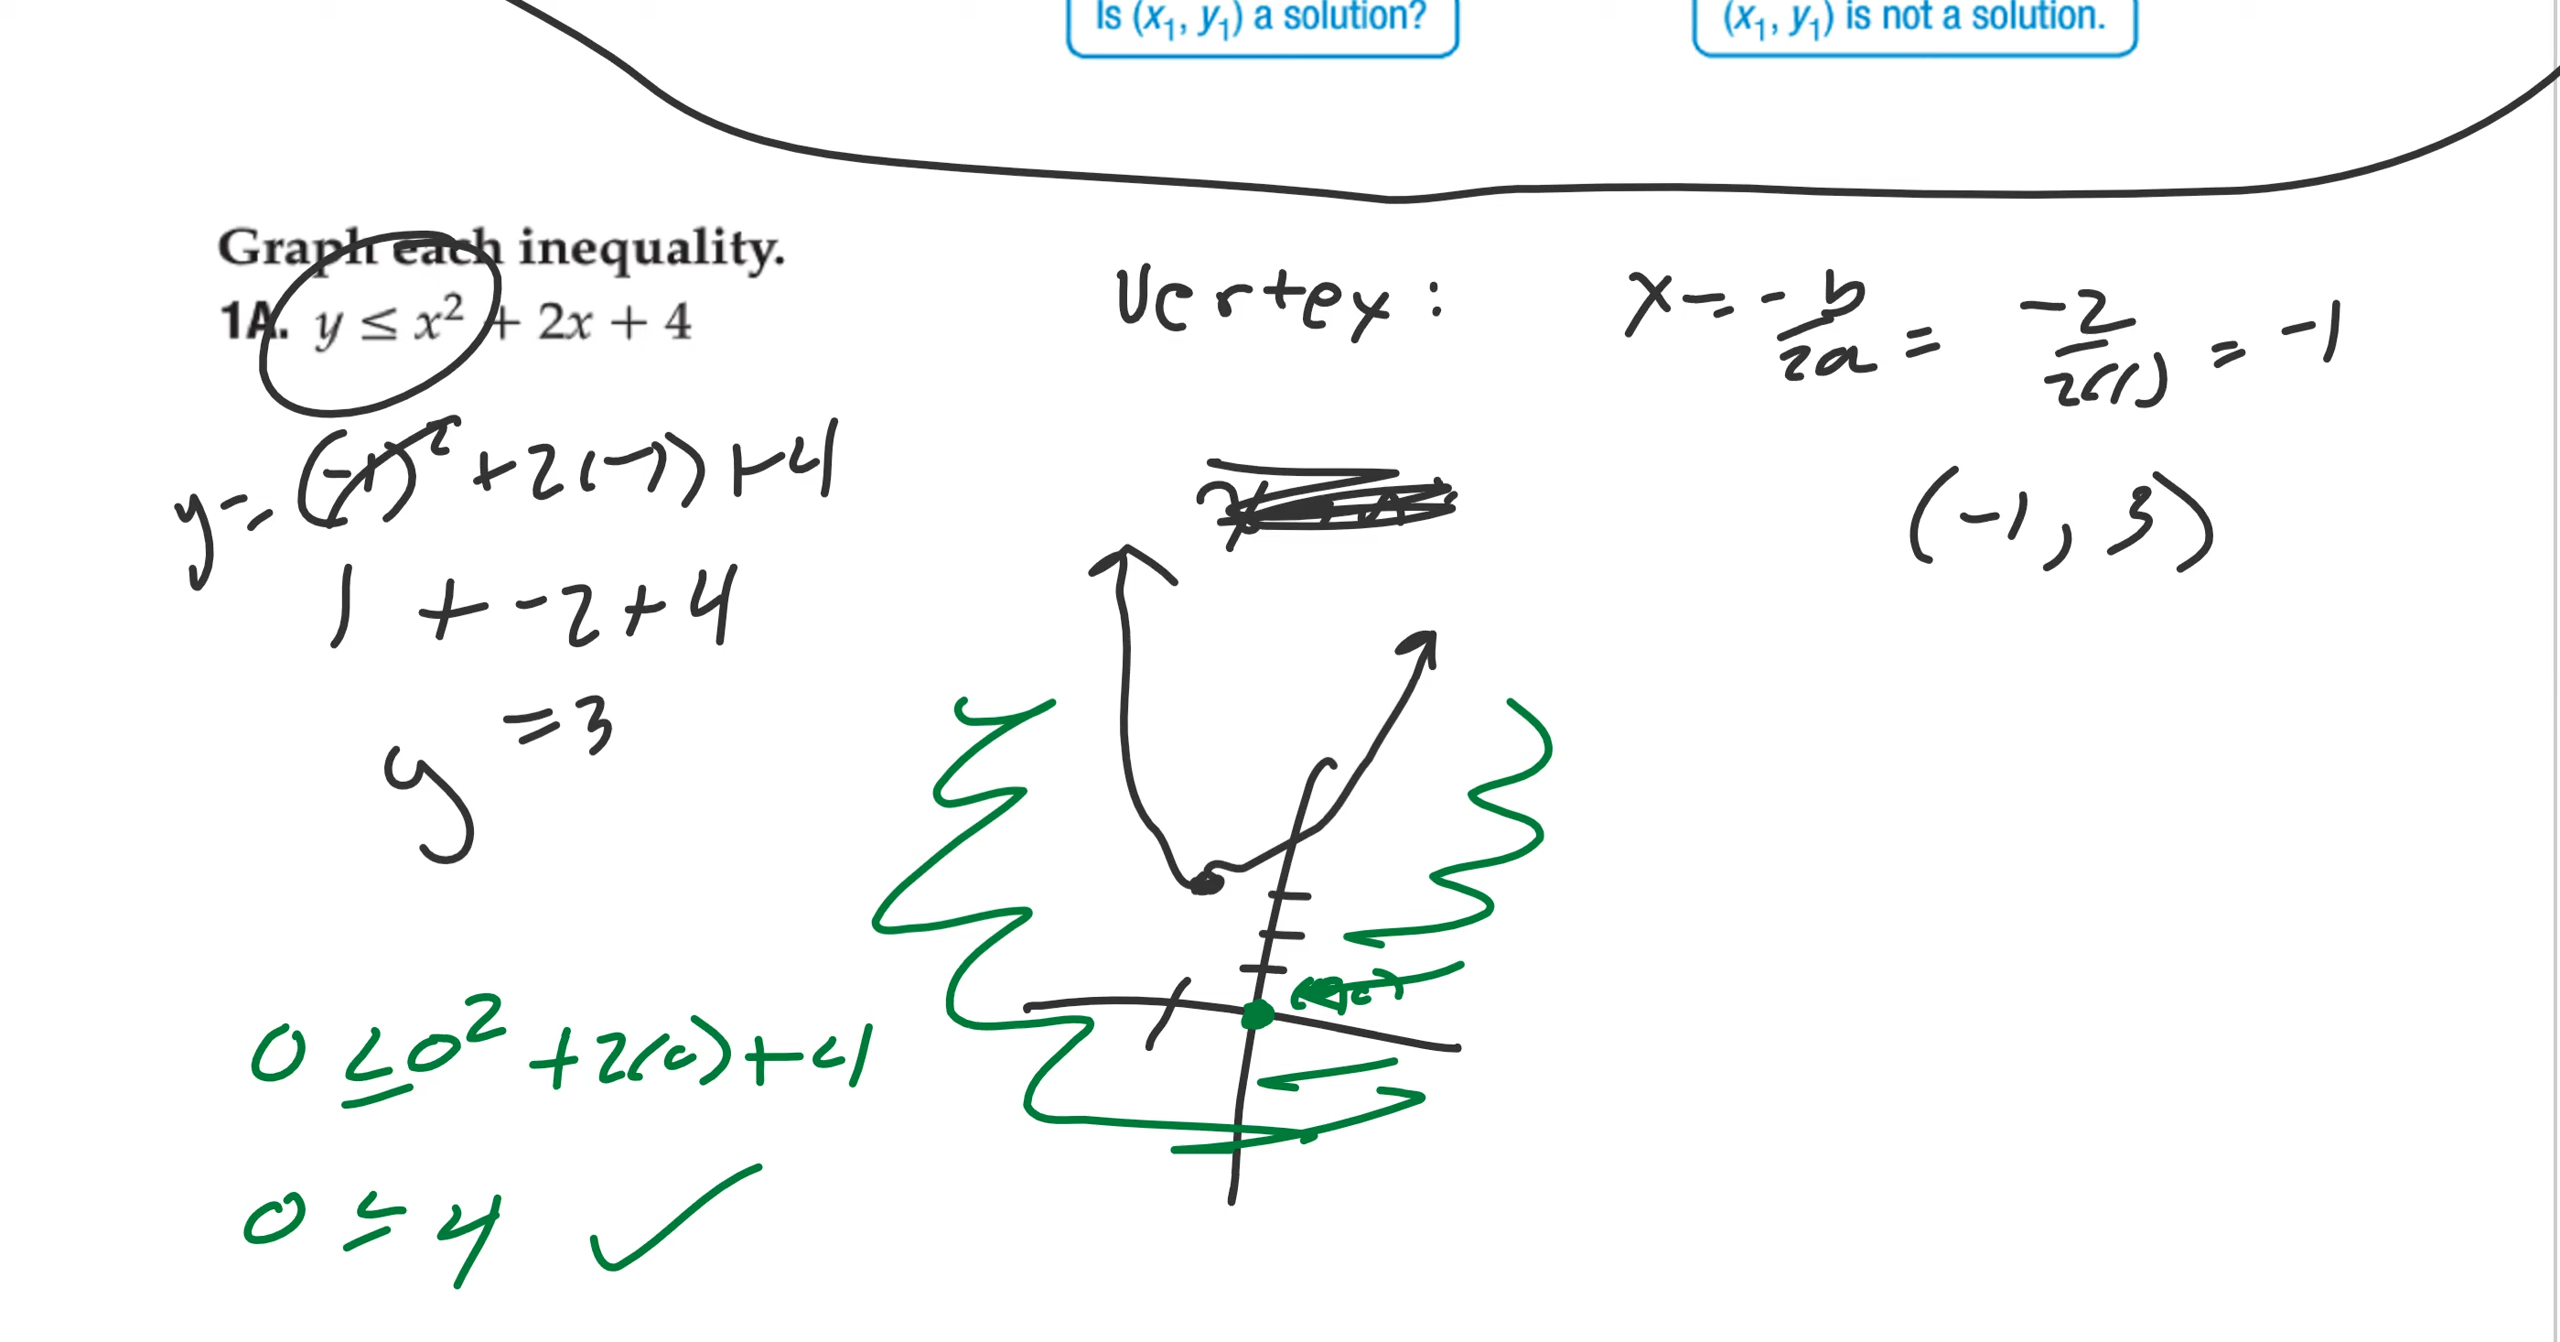 Is (x₁, y₁) a solution?
(x₁, y₁) is not a solution.
Graph each inequality.
1A. y ≤ x² + 2x + 4
Vertex: x = -b/2a = -2/2(1) = -1
y = (-1)² + 2(-1) + 4
(-1, 3)
1 + -2 + 4
= 3
y
0 ≤ 0² + 2(0) + 4
0 ≤ 4 ✓